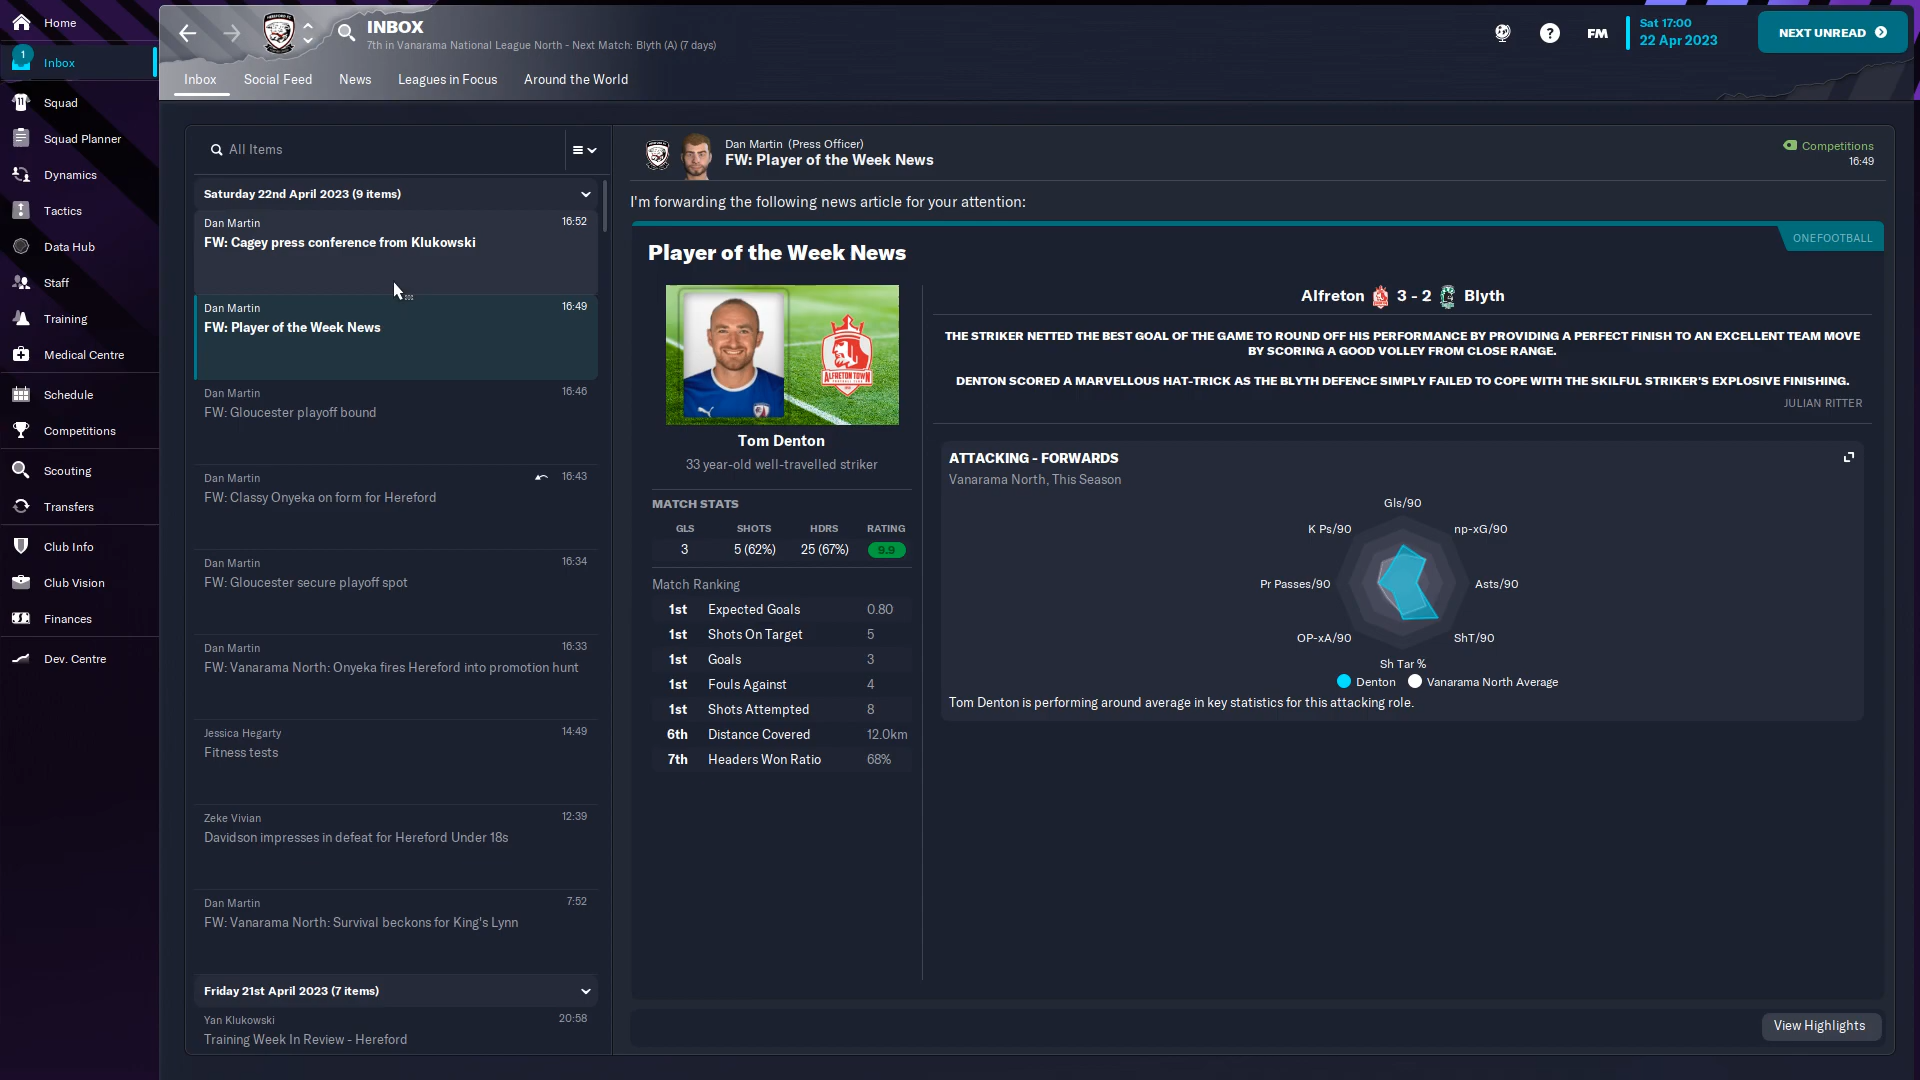 Home
1
Inbox
Squad
Squad Planner
Dynamics
Tactics
Data Hub
Staff
Training
Medical Centre
Schedule
Competitions
Scouting
Transfers
Club Info
Club Vision
Finances
Dev. Centre
INBOX
7th in Vanarama National League North - Next Match: Blyth (A) (7 days)
FM
Sat 17:00
22 Apr 2023
NEXT UNREAD
Inbox Social Feed News Leagues in Focus Around the World
All Items
Saturday 22nd April 2023 (9 items)
Dan Martin 16:52
FW: Cagey press conference from Klukowski
Dan Martin 16:49
FW: Player of the Week News
Dan Martin 16:46
FW: Gloucester playoff bound
Dan Martin 16:43
FW: Classy Onyeka on form for Hereford
Dan Martin 16:34
FW: Gloucester secure playoff spot
Dan Martin 16:33
FW: Vanarama North: Onyeka fires Hereford into promotion hunt
Jessica Hegarty 14:49
Fitness tests
Zeke Vivian 12:39
Davidson impresses in defeat for Hereford Under 18s
Dan Martin 7:52
FW: Vanarama North: Survival beckons for King's Lynn
Friday 21st April 2023 (7 items)
Yan Klukowski 20:58
Training Week In Review - Hereford
Dan Martin (Press Officer)
FW: Player of the Week News
Competitions
16:49
I'm forwarding the following news article for your attention:
Player of the Week News
ONEFOOTBALL
ALFRETON TOWN
Tom Denton
33 year-old well-travelled striker
MATCH STATS
GLS SHOTS HDRS RATING
3 5 (62%) 25 (67%) 9.9
Match Ranking
1st Expected Goals 0.80
1st Shots On Target 5
1st Goals 3
1st Fouls Against 4
1st Shots Attempted 8
6th Distance Covered 12.0km
7th Headers Won Ratio 68%
Alfreton 3 - 2 Blyth
THE STRIKER NETTED THE BEST GOAL OF THE GAME TO ROUND OFF HIS PERFORMANCE BY PROVIDING A PERFECT FINISH TO AN EXCELLENT TEAM MOVE
BY SCORING A GOOD VOLLEY FROM CLOSE RANGE.
DENTON SCORED A MARVELLOUS HAT-TRICK AS THE BLYTH DEFENCE SIMPLY FAILED TO COPE WITH THE SKILFUL STRIKER'S EXPLOSIVE FINISHING.
JULIAN RITTER
ATTACKING - FORWARDS
Vanarama North, This Season
Gls/90
K Ps/90 np-xG/90
Pr Passes/90 Asts/90
OP-xA/90 ShT/90
Sh Tar %
Denton Vanarama North Average
Tom Denton is performing around average in key statistics for this attacking role.
View Highlights